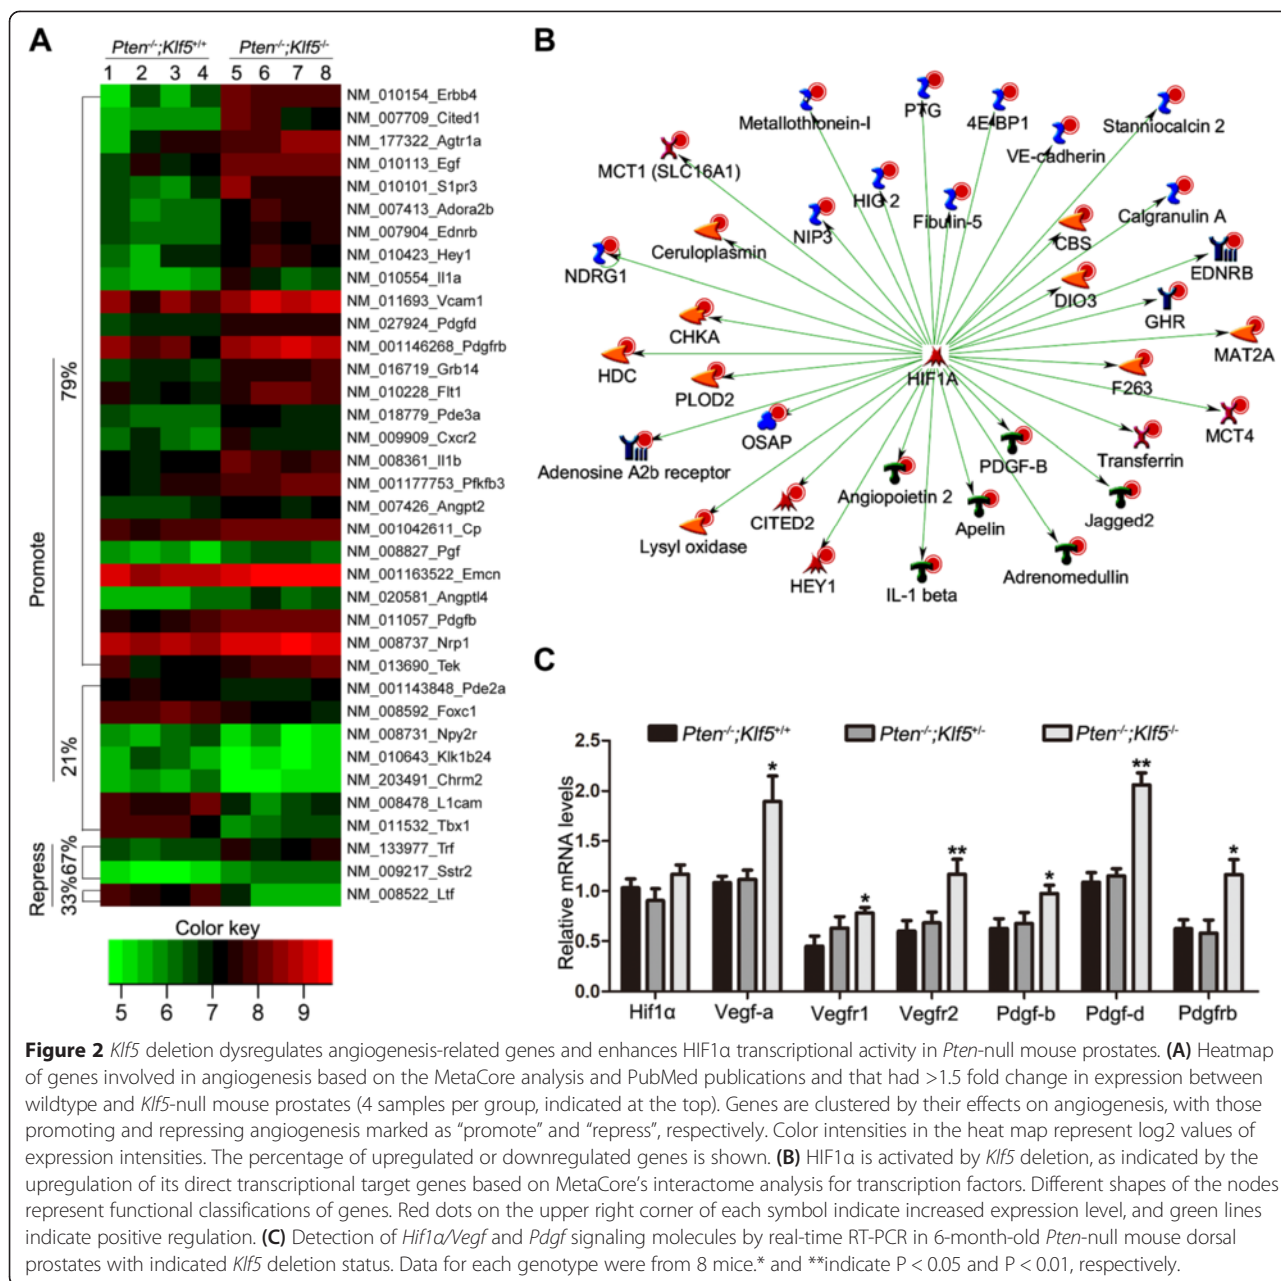 A
Pten-/-;Klf5+/+ Pten-/-;Klf5-/-
1 2 3 4 5 6 7 8
NM_010154_Erbb4
NM_007709_Cited1
NM_177322_Agtr1a
NM_010113_Egf
NM_010101_S1pr3
NM_007413_Adora2b
NM_007904_Ednrb
NM_010423_Hey1
NM_010554_Il1a
NM_011693_Vcam1
NM_027924_Pdgfd
NM_001146268_Pdgfrb
NM_016719_Grb14
NM_010228_Flt1
NM_018779_Pde3a
NM_009909_Cxcr2
NM_008361_Il1b
NM_001177753_Pfkfb3
NM_007426_Angpt2
NM_001042611_Cp
NM_008827_Pgf
NM_001163522_Emcn
NM_020581_Angptl4
NM_011057_Pdgfb
NM_008737_Nrp1
NM_013690_Tek
NM_001143848_Pde2a
NM_008592_Foxc1
NM_008731_Npy2r
NM_010643_Klk1b24
NM_203491_Chrm2
NM_008478_L1cam
NM_011532_Tbx1
NM_133977_Trf
NM_009217_Sstr2
NM_008522_Ltf
Promote
79%
21%
Repress
67%
33%
Color key
5 6 7 8 9
B
Metallothionein-I
PTG
4E-BP1
Stanniocalcin 2
VE-cadherin
MCT1 (SLC16A1)
HIG 2
Fibulin-5
Calgranulin A
NIP3
CBS
Ceruloplasmin
EDNRB
NDRG1
DIO3
GHR
CHKA
MAT2A
HDC
HIF1A
F263
PLOD2
OSAP
MCT4
Adenosine A2b receptor
PDGF-B
Transferrin
Angiopoietin 2
CITED2
Apelin
Jagged2
Lysyl oxidase
HEY1
IL-1 beta
Adrenomedullin
C
Pten-/-;Klf5+/+ Pten-/-;Klf5+/- Pten-/-;Klf5-/-
Relative mRNA levels
2.5
2.0
1.5
1.0
0.5
0.0
* * ** * ** *
Hif1α Vegf-a Vegfr1 Vegfr2 Pdgf-b Pdgf-d Pdgfrb
Figure 2 Klf5 deletion dysregulates angiogenesis-related genes and enhances HIF1α transcriptional activity in Pten-null mouse prostates. (A) Heatmap
of genes involved in angiogenesis based on the MetaCore analysis and PubMed publications and that had >1.5 fold change in expression between
wildtype and Klf5-null mouse prostates (4 samples per group, indicated at the top). Genes are clustered by their effects on angiogenesis, with those
promoting and repressing angiogenesis marked as “promote” and “repress”, respectively. Color intensities in the heat map represent log2 values of
expression intensities. The percentage of upregulated or downregulated genes is shown. (B) HIF1α is activated by Klf5 deletion, as indicated by the
upregulation of its direct transcriptional target genes based on MetaCore’s interactome analysis for transcription factors. Different shapes of the nodes
represent functional classifications of genes. Red dots on the upper right corner of each symbol indicate increased expression level, and green lines
indicate positive regulation. (C) Detection of Hif1α/Vegf and Pdgf signaling molecules by real-time RT-PCR in 6-month-old Pten-null mouse dorsal
prostates with indicated Klf5 deletion status. Data for each genotype were from 8 mice.* and **indicate P < 0.05 and P < 0.01, respectively.